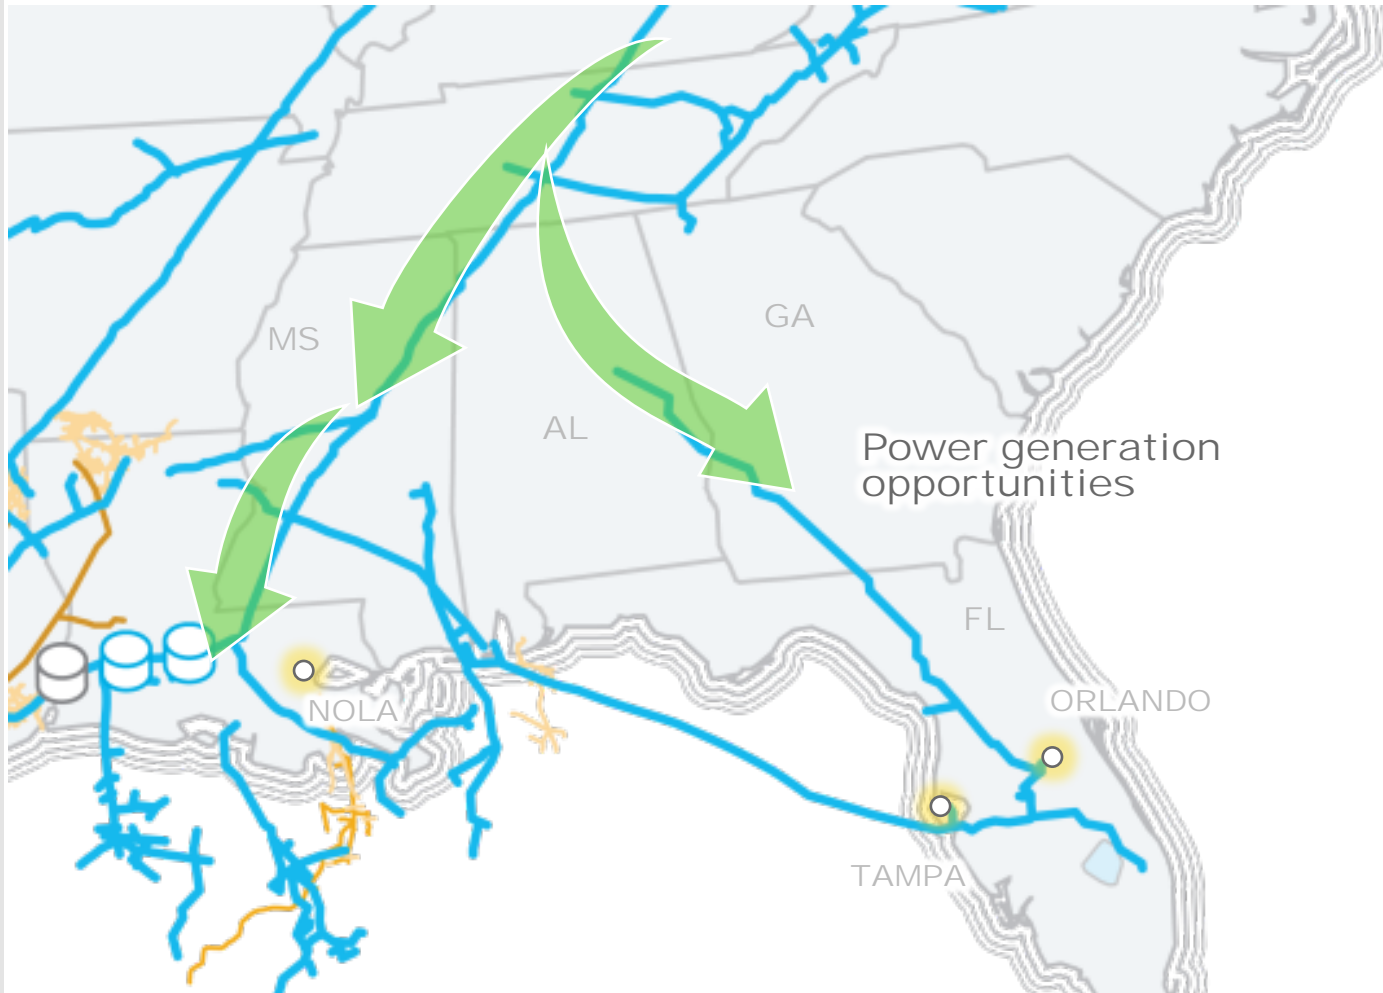 GA
MS
AL
Power generation
opportunities
FL
ORLANDO
NOLA
TAMPA